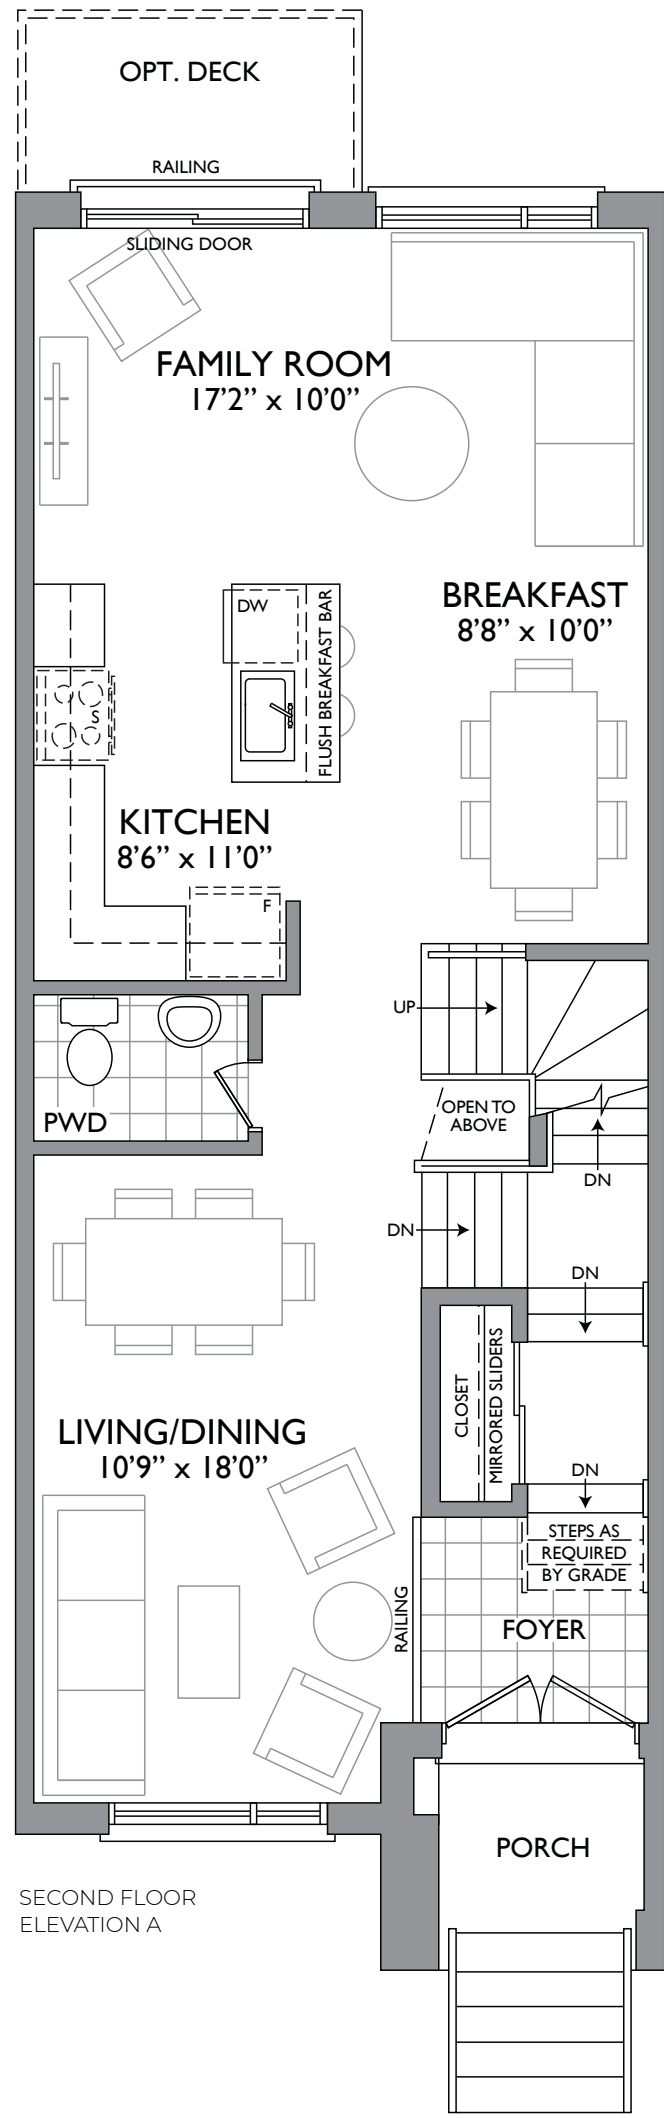 OPT. DECK
RAILING
SLIDING DOOR
FAMILY ROOM
17'2” x 10'0”
BREAKFAST
8'8” x 10'0”
DW
FLUSH BREAKFAST BAR
S
KITCHEN
8'6” x 11'0”
F
UP
PWD
OPEN TO
ABOVE
DN
DN
DN
CLOSET
MIRRORED SLIDERS
LIVING/DINING
10'9” x 18'0”
DN
STEPS AS
REQUIRED
BY GRADE
RAILING
FOYER
PORCH
SECOND FLOOR
ELEVATION A